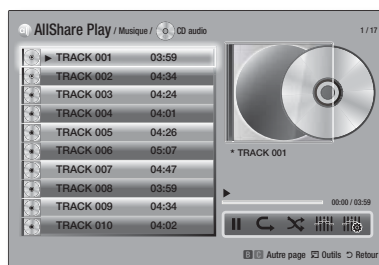 AllShare Play / Musique / CD audio 1 / 17
▶ TRACK 001 03:59
TRACK 002 04:34
TRACK 003 04:24
TRACK 004 04:01
TRACK 005 04:26
TRACK 006 05:07
TRACK 007 04:47
TRACK 008 03:59
TRACK 009 04:34
TRACK 010 04:02
* TRACK 001
00:00 / 03:59
B C Autre page Outils Retour